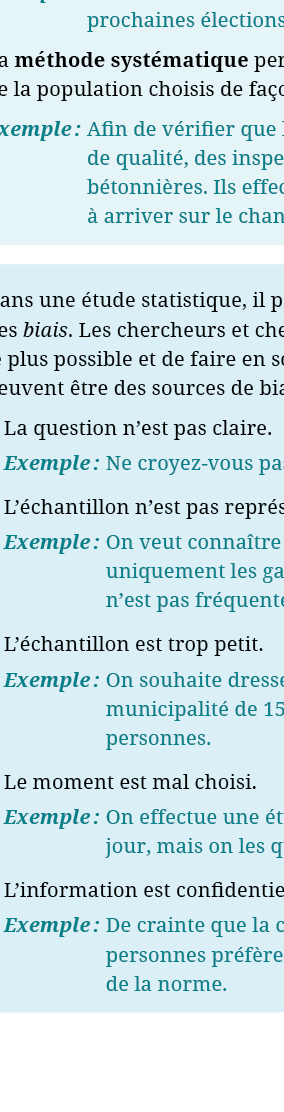 prochaines élections
a méthode systématique per
e la population choisis de faço
xemple : Afin de vérifier que l
de qualité, des inspe
bétonnières. Ils effec
à arriver sur le chan
ans une étude statistique, il p
es biais. Les chercheurs et che
plus possible et de faire en so
euvent être des sources de bia
La question n’est pas claire.
Exemple : Ne croyez-vous pas
L’échantillon n’est pas représ
Exemple : On veut connaître
uniquement les ga
n’est pas fréquente
L’échantillon est trop petit.
Exemple : On souhaite dresse
municipalité de 15
personnes.
Le moment est mal choisi.
Exemple : On effectue une ét
jour, mais on les q
L’information est confidentie
Exemple : De crainte que la c
personnes préfère
de la norme.